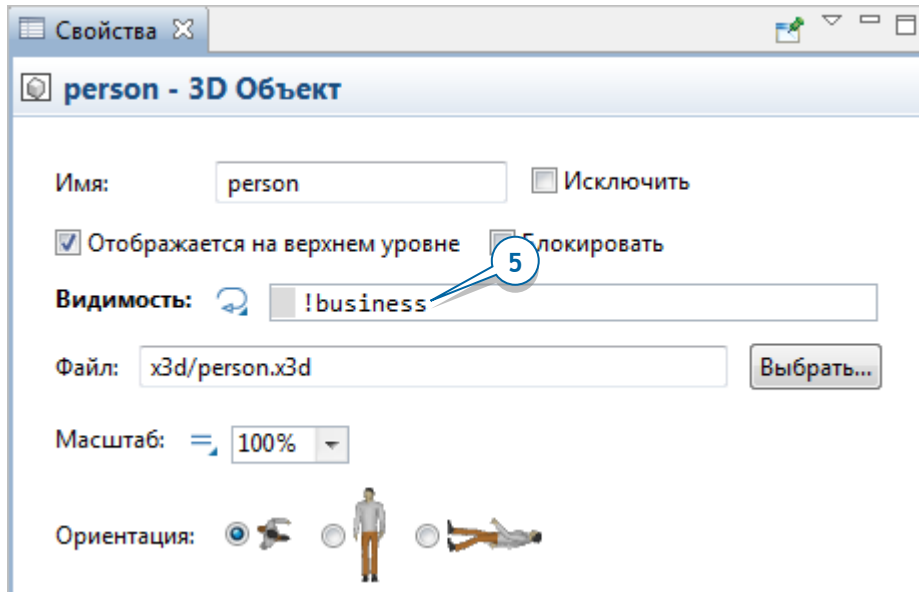 Свойства
person - 3D Объект
Имя: person Исключить
Отображается на верхнем уровне Блокировать
5
Видимость: !business
Файл: x3d/person.x3d Выбрать...
Масштаб: 100%
Ориентация: